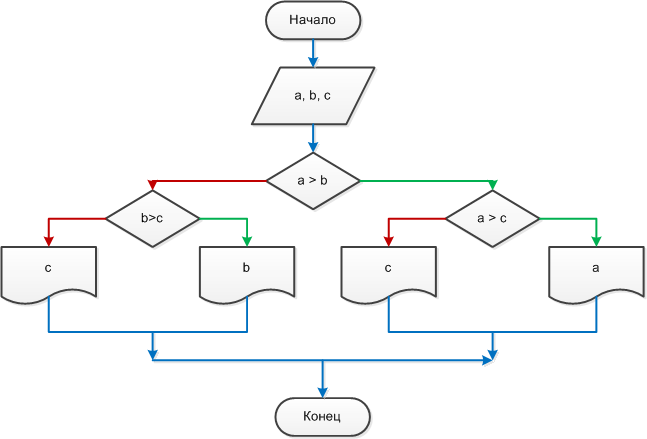 Начало
a, b, c
a > b
b>c
a > c
c
b
c
a
Конец